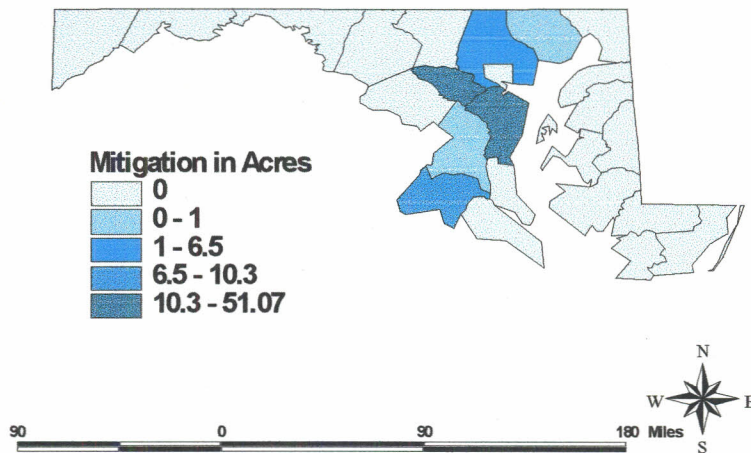 Mitigation in Acres
0
0 - 1
1 - 6.5
6.5 - 10.3
10.3 - 51.07
N
W E
S
90 0 90 180 Miles